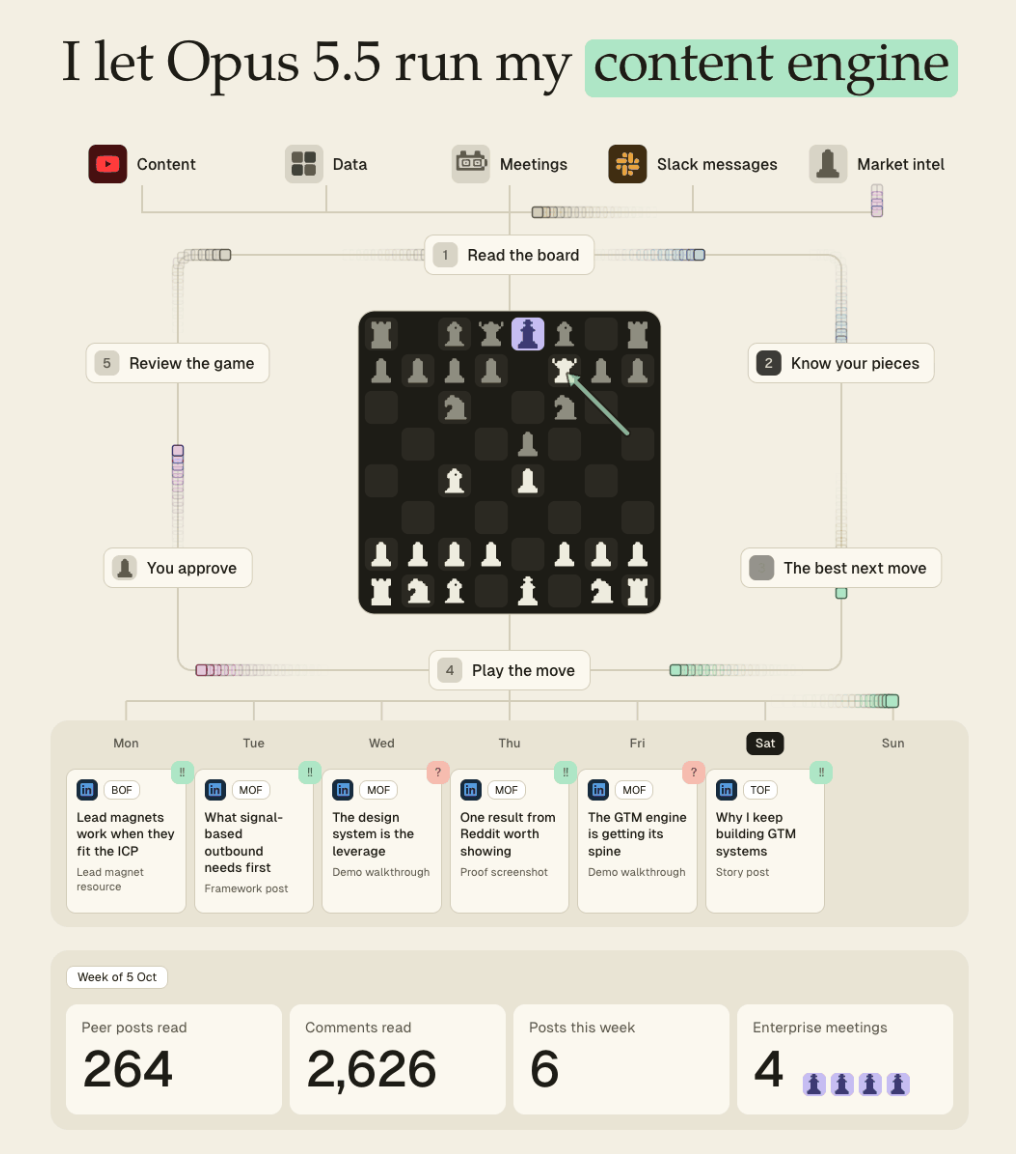 I let Opus 5.5 run my content engine
Content
Data
Meetings
Slack messages
Market intel
1 Read the board
5 Review the game
2 Know your pieces
You approve
The best next move
4 Play the move
Mon
Tue
Wed
Thu
Fri
Sat
Sun
!!
in BOF
Lead magnets
work when they
fit the ICP
Lead magnet
resource
!!
in MOF
What signal-
based
outbound
needs first
Framework post
?
in MOF
The design
system is the
leverage
Demo walkthrough
!!
in MOF
One result from
Reddit worth
showing
Proof screenshot
?
in MOF
The GTM engine
is getting its
spine
Demo walkthrough
!!
in TOF
Why I keep
building GTM
systems
Story post
Week of 5 Oct
Peer posts read
264
Comments read
2,626
Posts this week
6
Enterprise meetings
4